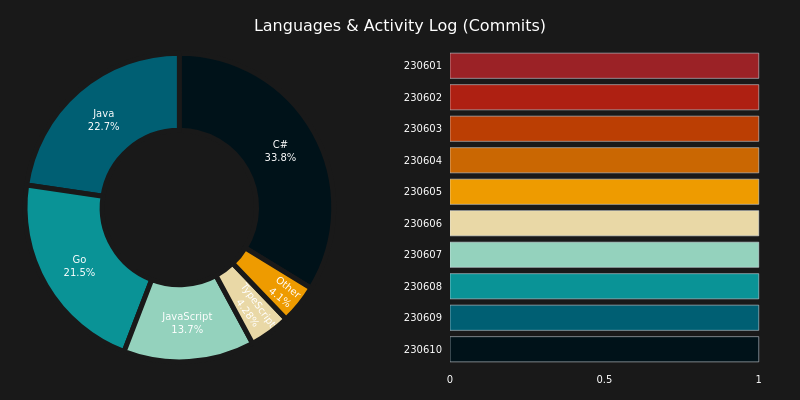 Languages & Activity Log (Commits)
Java
22.7%
C#
33.8%
Go
21.5%
JavaScript
13.7%
TypeScript
4.28%
Other
4.1%
230601
230602
230603
230604
230605
230606
230607
230608
230609
230610
0
0.5
1